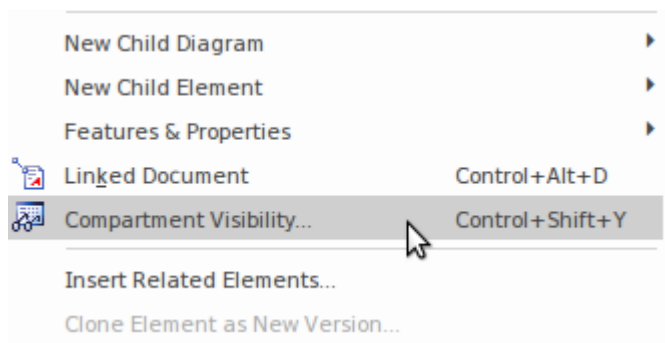 New Child Diagram
New Child Element
Features & Properties
Linked Document Control+Alt+D
Compartment Visibility... Control+Shift+Y
Insert Related Elements...
Clone Element as New Version...